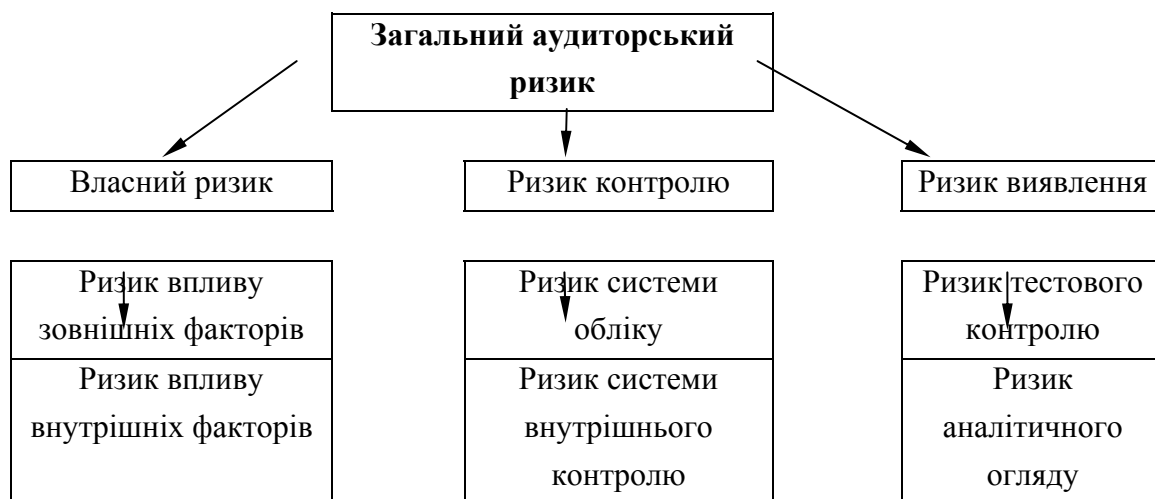 Загальний аудиторський
ризик
Власний ризик
Ризик контролю
Ризик виявлення
Ризик впливу
зовнішніх факторів
Ризик системи
обліку
Ризик тестового
контролю
Ризик впливу
внутрішніх факторів
Ризик системи
внутрішнього
контролю
Ризик
аналітичного
огляду